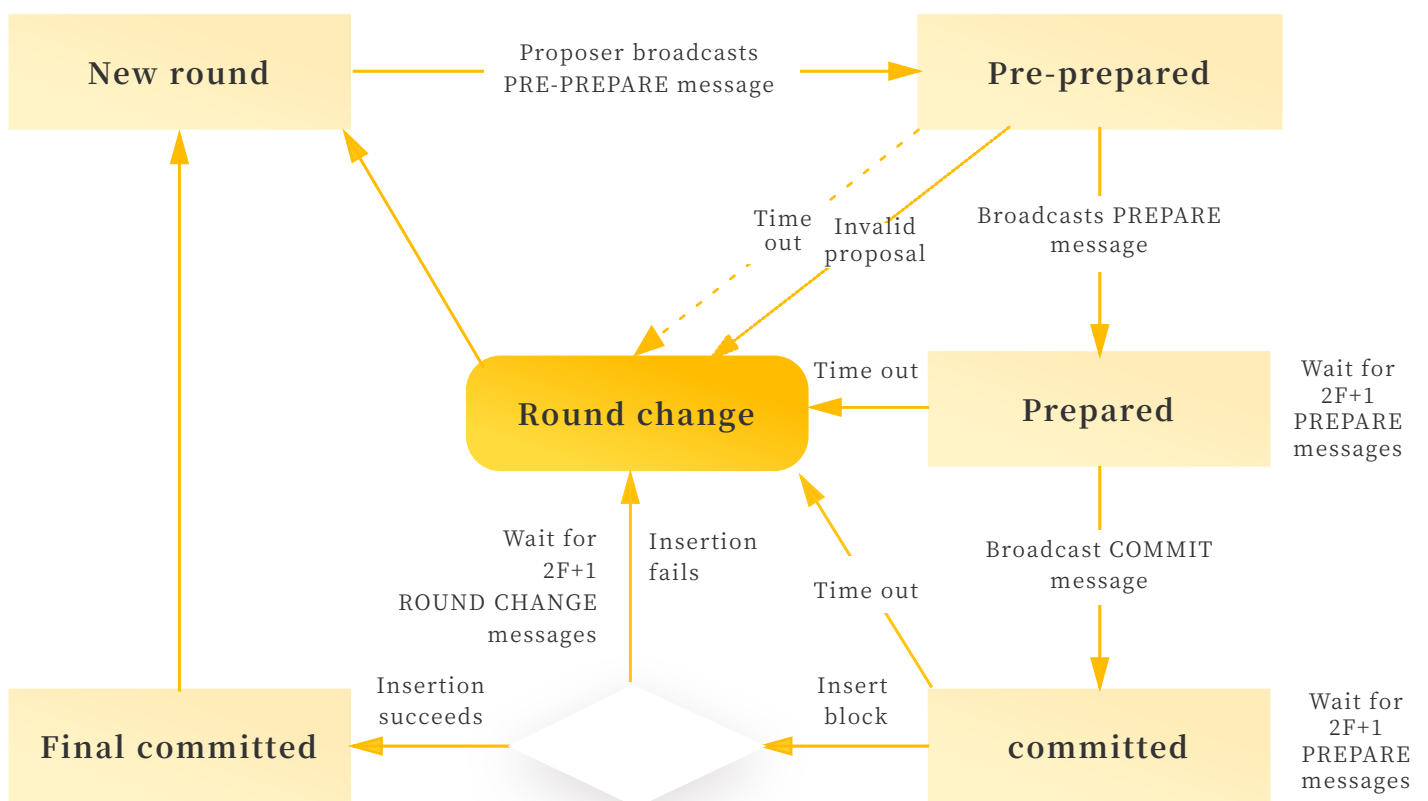 New round
Proposer broadcasts
PRE-PREPARE message
Pre-prepared
Time
out
Invalid
proposal
Broadcasts PREPARE
message
Round change
Time out
Prepared
Wait for
2F+1
PREPARE
messages
Wait for
2F+1
ROUND CHANGE
messages
Insertion
fails
Time out
Broadcast COMMIT
message
Final committed
Insertion
succeeds
Insert
block
committed
Wait for
2F+1
PREPARE
messages